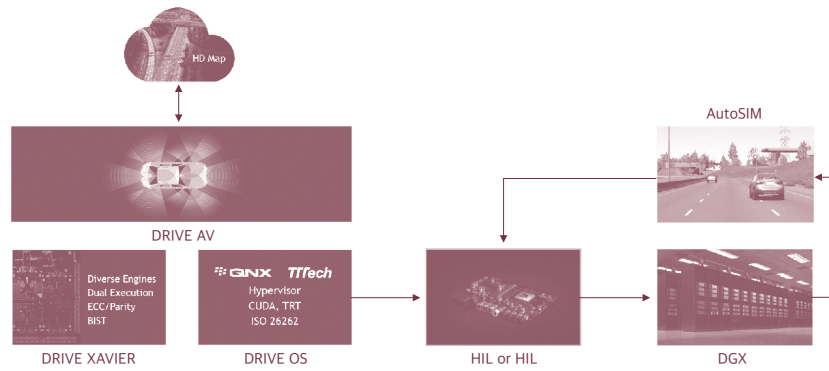 HD Map
AutoSIM
DRIVE AV
Diverse Engines
Dual Execution
ECC/Parity
BIST
QNX TTTech
Hypervisor
CUDA, TRT
ISO 26262
DRIVE XAVIER
DRIVE OS
HIL or HIL
DGX